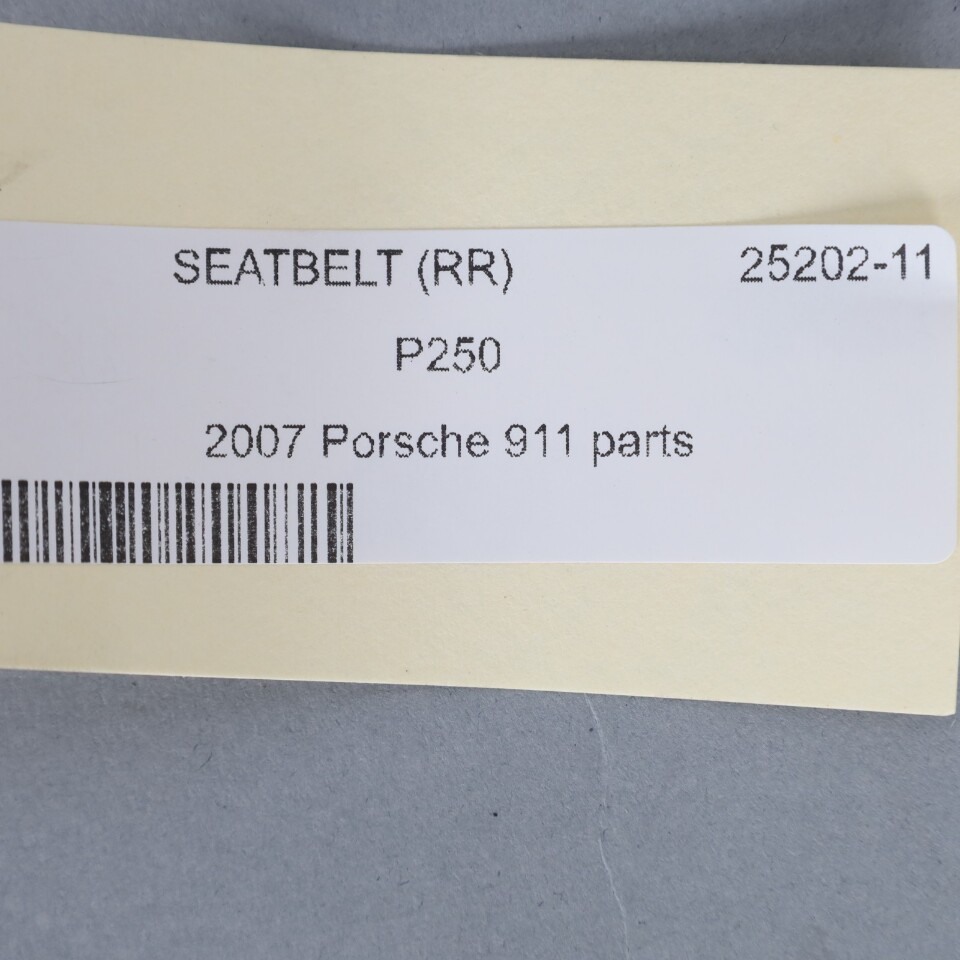 SEATBELT (RR) 25202-11
P250
2007 Porsche 911 parts